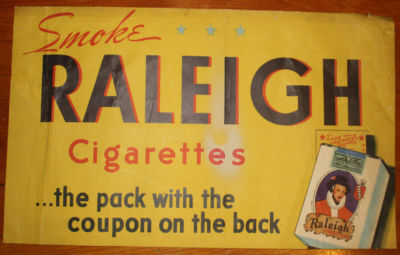 Smoke
RALEIGH
Cigarettes
...the pack with the
coupon on the back
Raleigh